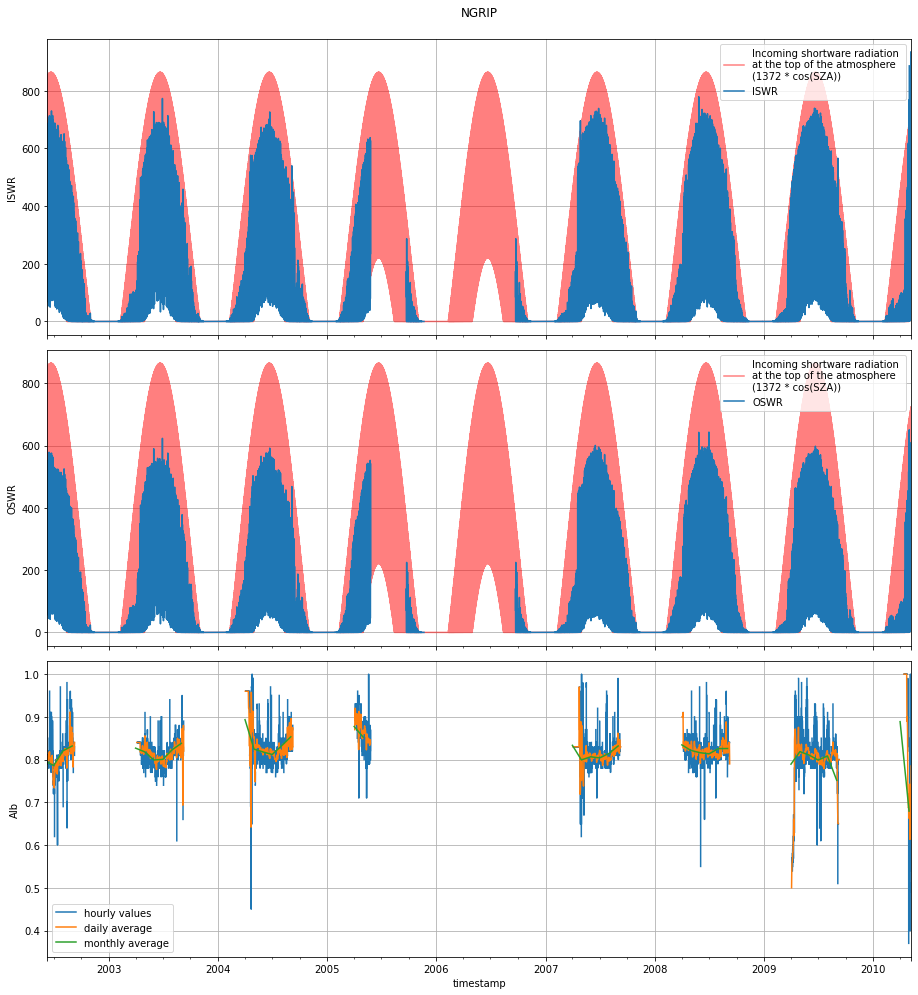 NGRIP
Incoming shortware radiation
at the top of the atmosphere
(1372 * cos(SZA))
ISWR
800
600
400
200
0
ISWR
Incoming shortware radiation
at the top of the atmosphere
(1372 * cos(SZA))
OSWR
800
600
400
200
0
OSWR
1.0
0.9
0.8
0.7
0.6
0.5
0.4
Alb
hourly values
daily average
monthly average
2003 2004 2005 2006 2007 2008 2009 2010
timestamp